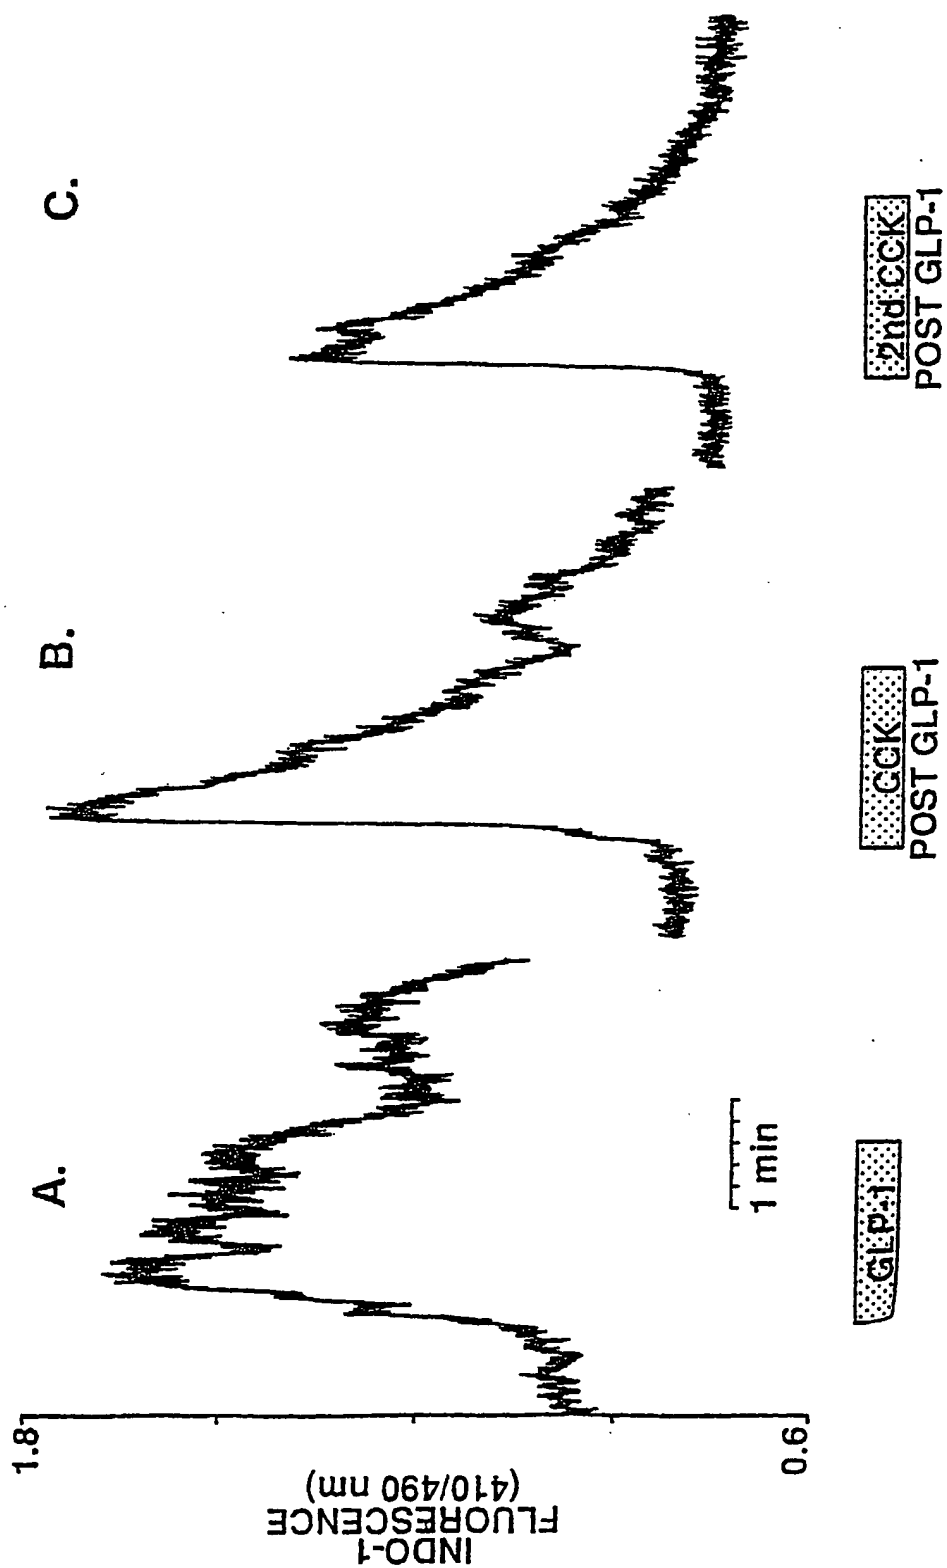 A.
B.
C.
1.8
INDO-1
FLUORESCENCE
(410/490 nm)
0.6
1 min
GLP-1
CCK
POST GLP-1
2nd CCK
POST GLP-1